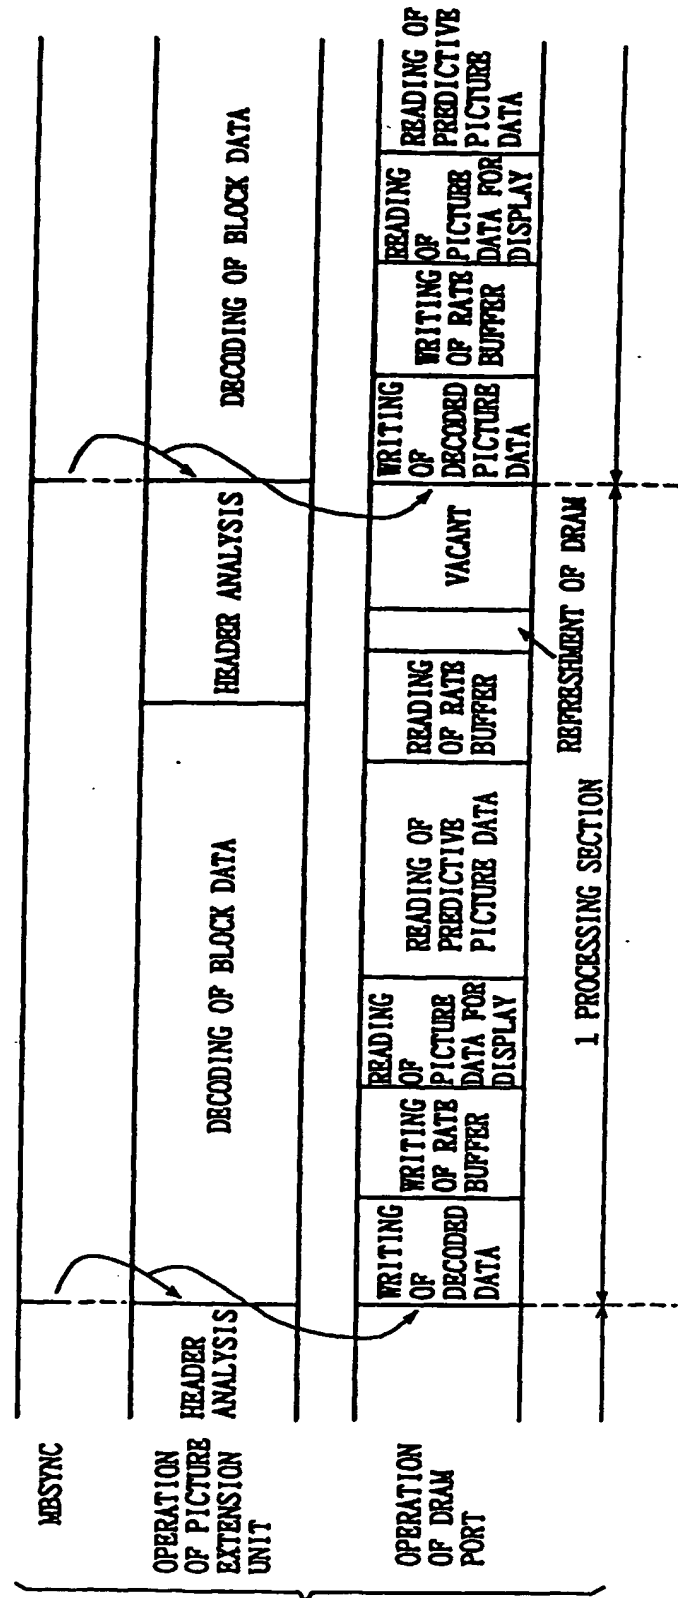 MBSYNC
OPERATION
OF PICTURE
EXTENSION
UNIT
HEADER
ANALYSIS
DECODING OF BLOCK DATA
HEADER ANALYSIS
DECODING OF BLOCK DATA
OPERATION
OF DRAM
PORT
WRITING
OF
DECODED
DATA
WRITING
OF RATE
BUFFER
READING
OF
PICTURE
DATA FOR
DISPLAY
READING OF
PREDICTIVE
PICTURE DATA
READING
OF RATE
BUFFER
VACANT
WRITING
OF
DECODED
PICTURE
DATA
WRITING
OF RATE
BUFFER
READING
OF
PICTURE
DATA FOR
DISPLAY
READING OF
PREDICTIVE
PICTURE
DATA
REFRESHMENT OF DRAM
1 PROCESSING SECTION